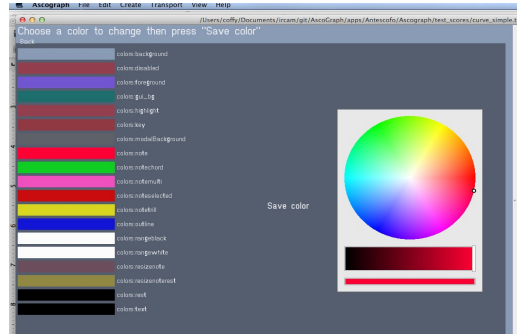 Ascograph File Edit Create Transport View Help
/Users/coffy/Documents/ircam/git/AscoGraph/apps/Antescofo/Ascograph/test_scores/curve_simple.t
Choose a color to change then press "Save color"
Back
colors:background
colors:disabled
colors:foreground
colors:gui_bg
colors:highlight
colors:key
colors:modalBackground
colors:note
colors:notechord
colors:notemulti
colors:noteselected
colors:notetrill
colors:outline
colors:rangeblack
colors:rangewhite
colors:resizenote
colors:resizenoterest
colors:rest
colors:text
Save color